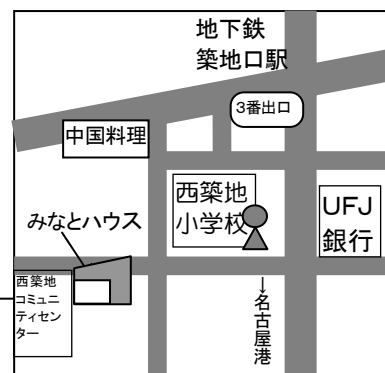 地下鉄
築地口駅
3番出口
中国料理
西築地
小学校
UFJ
銀行
みなとハウス
西築地
コミュニ
ティセン
ター
↓名古屋港